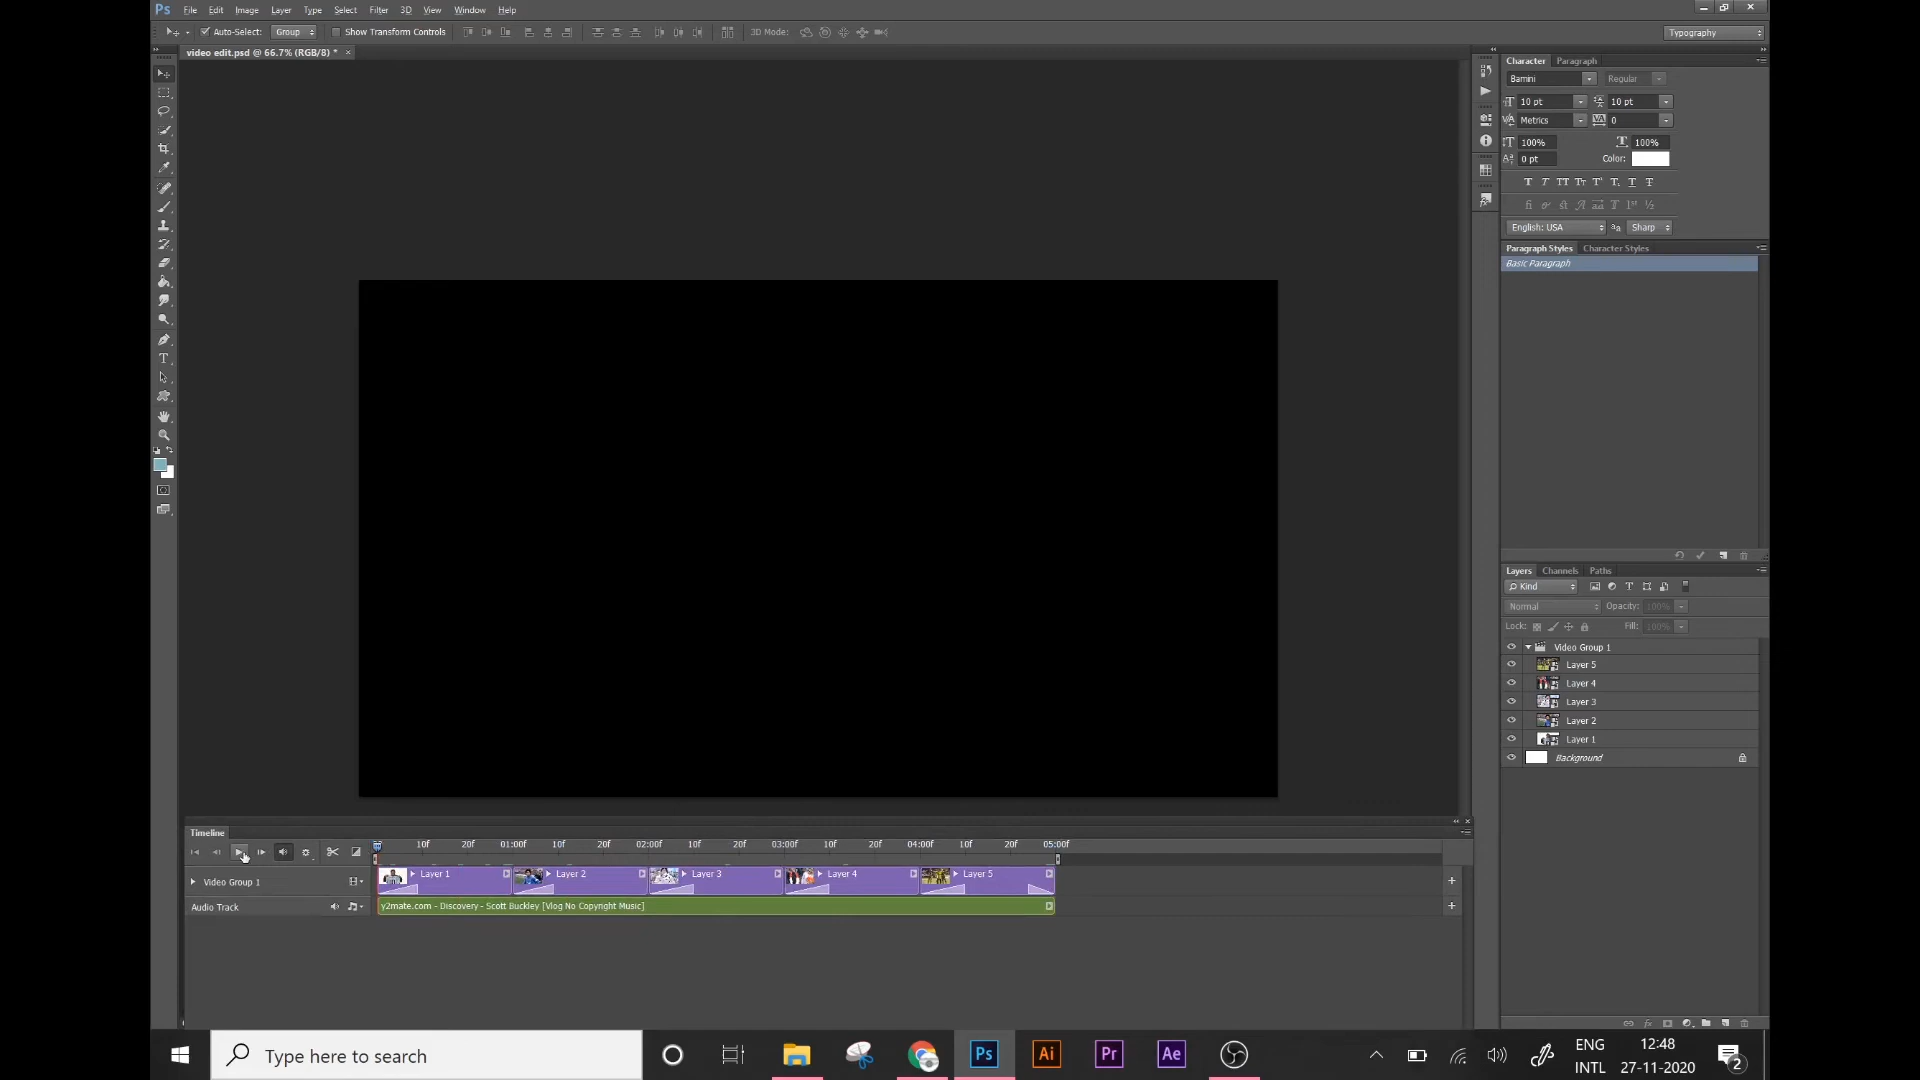 Ps File Edit Image Layer Type Select Filter 3D View Window Help
Auto-Select: Group Show Transform Controls 3D Mode: Typography
video edit.psd @ 66.7% (RGB/8) * ×
Character Paragraph
Bamini Regular
10 pt 10 pt
Metrics 0
100% 100%
0 pt Color:
English: USA Sharp
Paragraph Styles Character Styles
Basic Paragraph
Layers Channels Paths
Kind
Normal Opacity: 100%
Lock: Fill: 100%
Video Group 1
Layer 5
Layer 4
Layer 3
Layer 2
Layer 1
Background
Timeline
10f 20f 01:00f 10f 20f 02:00f 10f 20f 03:00f 10f 20f 04:00f 10f 20f 05:00f
Video Group 1 Layer 1 Layer 2 Layer 3 Layer 4 Layer 5
Audio Track y2mate.com - Discovery - Scott Buckley [Vlog No Copyright Music]
Type here to search Ps Ai Pr Ae ENG 12:48
INTL 27-11-2020 2